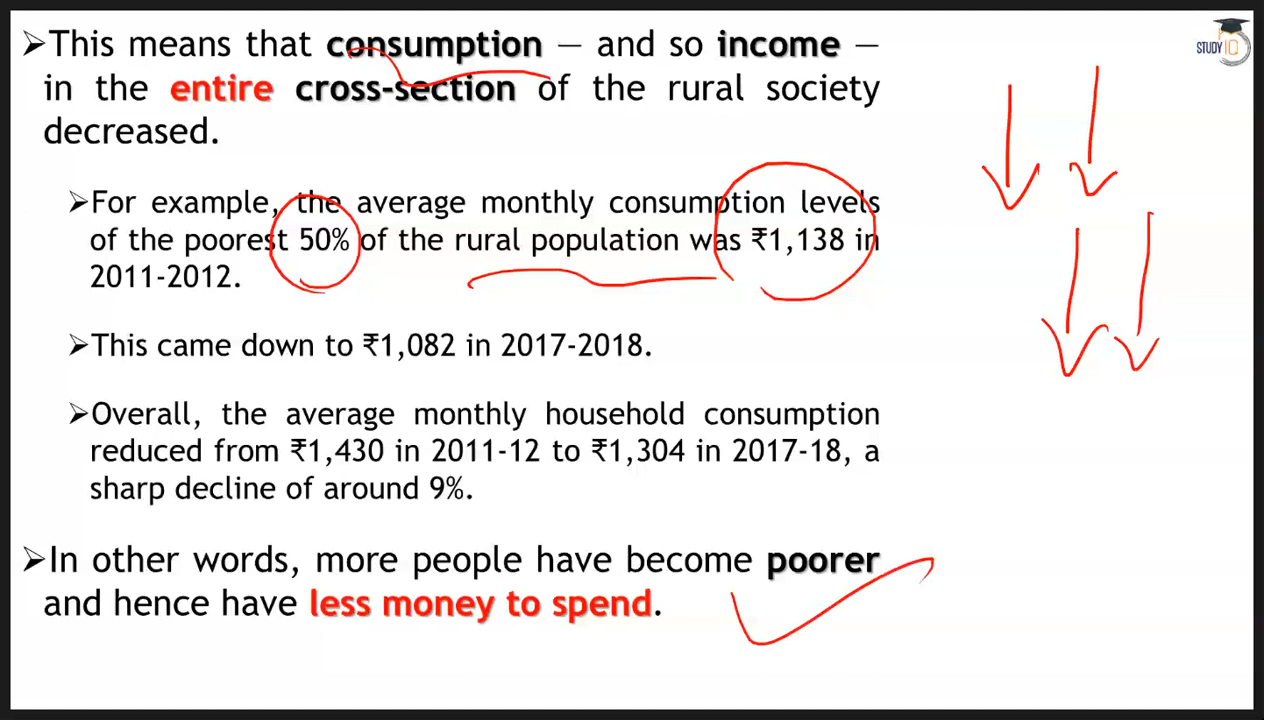 ➢This means that consumption — and so income —
in the entire cross-section of the rural society
decreased.
➢For example, the average monthly consumption levels
of the poorest 50% of the rural population was ₹1,138 in
2011-2012.
➢This came down to ₹1,082 in 2017-2018.
➢Overall, the average monthly household consumption
reduced from ₹1,430 in 2011-12 to ₹1,304 in 2017-18, a
sharp decline of around 9%.
➢In other words, more people have become poorer
and hence have less money to spend.
STUDY IQ